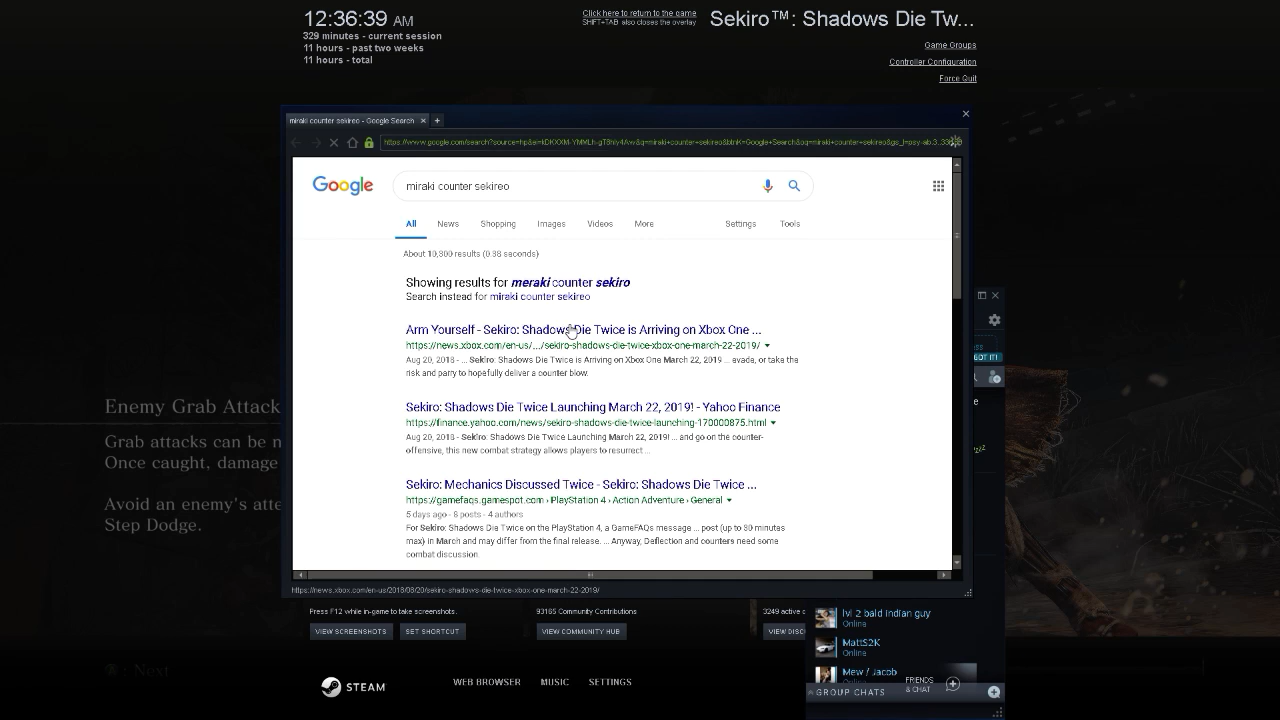 12:36:39 AM
329 minutes - current session
11 hours - past two weeks
11 hours - total
Click here to return to the game
SHIFT+TAB also closes the overlay
Sekiro™: Shadows Die Tw...
Game Groups
Controller Configuration
Force Quit
miraki counter sekireo - Google Search
Google
miraki counter sekireo
All News Shopping Images Videos More Settings Tools
About 10,300 results (0.38 seconds)
Showing results for meraki counter sekiro
Search instead for miraki counter sekireo
Arm Yourself - Sekiro: Shadows Die Twice is Arriving on Xbox One ...
https://news.xbox.com/en-us/.../sekiro-shadows-die-twice-xbox-one-march-22-2019/
Aug 20, 2018 - ... Sekiro: Shadows Die Twice is Arriving on Xbox One March 22, 2019 ... evade, or take the
risk and parry to hopefully deliver a counter blow.
Sekiro: Shadows Die Twice Launching March 22, 2019! - Yahoo Finance
https://finance.yahoo.com/news/sekiro-shadows-die-twice-launching-170000875.html
Aug 20, 2018 - Sekiro: Shadows Die Twice Launching March 22, 2019! ... and go on the counter-
offensive, this new combat strategy allows players to resurrect ...
Sekiro: Mechanics Discussed Twice - Sekiro: Shadows Die Twice ...
https://gamefaqs.gamespot.com › PlayStation 4 › Action Adventure › General
5 days ago - 8 posts - 4 authors
For Sekiro: Shadows Die Twice on the PlayStation 4, a GameFAQs message ... post (up to 30 minutes
max) in March and may differ from the final release. ... Anyway, Deflection and counters need some
combat discussion.
https://news.xbox.com/en-us/2018/08/20/sekiro-shadows-die-twice-xbox-one-march-22-2019/
Enemy Grab Attack
Grab attacks can be
Once caught, damage
Avoid an enemy's
Step Dodge.
: Next
GOT IT!
Press F12 while in-game to take screenshots.
VIEW SCREENSHOTS SET SHORTCUT
93165 Community Contributions
VIEW COMMUNITY HUB
3249 active
VIEW
lvl 2 bald Indian guy
Online
MattS2K
Online
Mew / Jacob
Online
FRIENDS
& CHAT
GROUP CHATS
STEAM
WEB BROWSER MUSIC SETTINGS